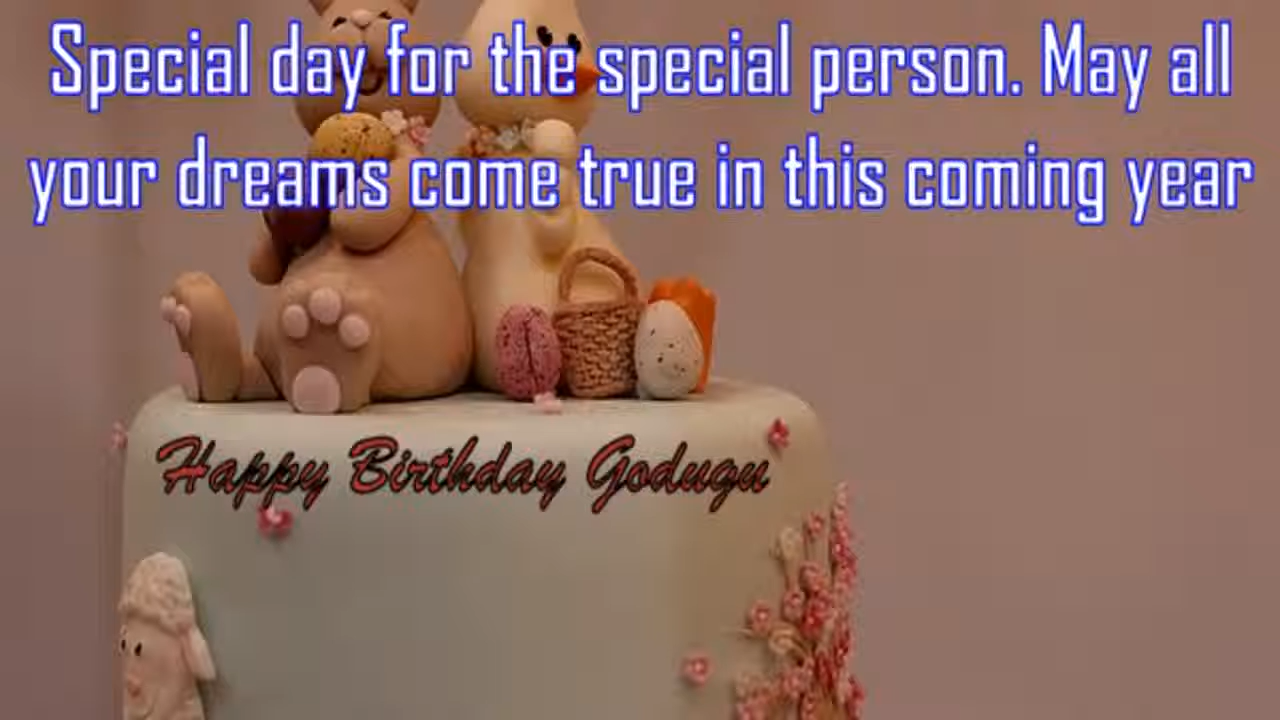 Special day for the special person. May all
your dreams come true in this coming year
Happy Birthday Godugu